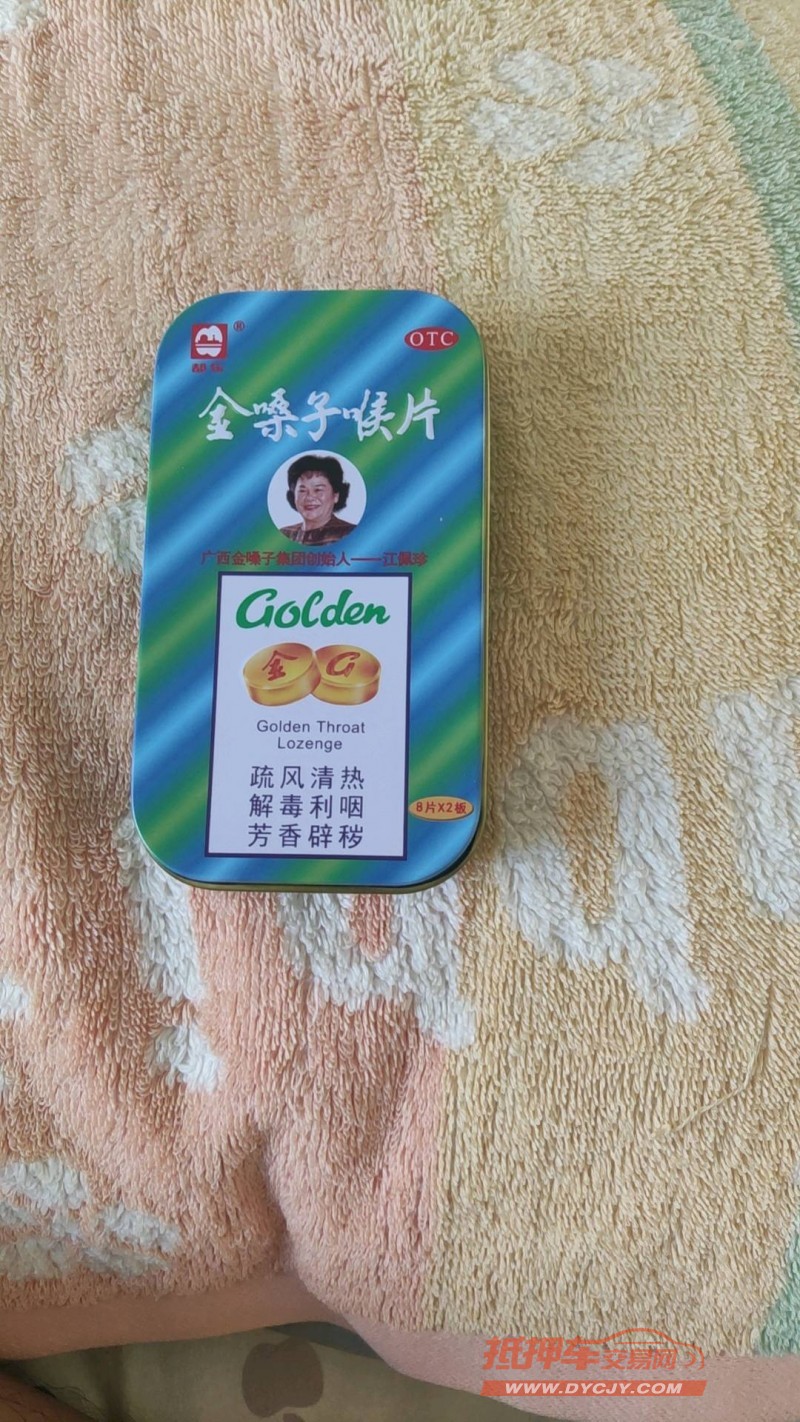 都乐
®
OTC
金嗓子喉片
广西金嗓子集团创始人——江佩珍
Golden
金 G
Golden Throat
Lozenge
疏风清热
解毒利咽
芳香辟秽
8片X2板
抵押车交易网
WWW.DYCJY.COM